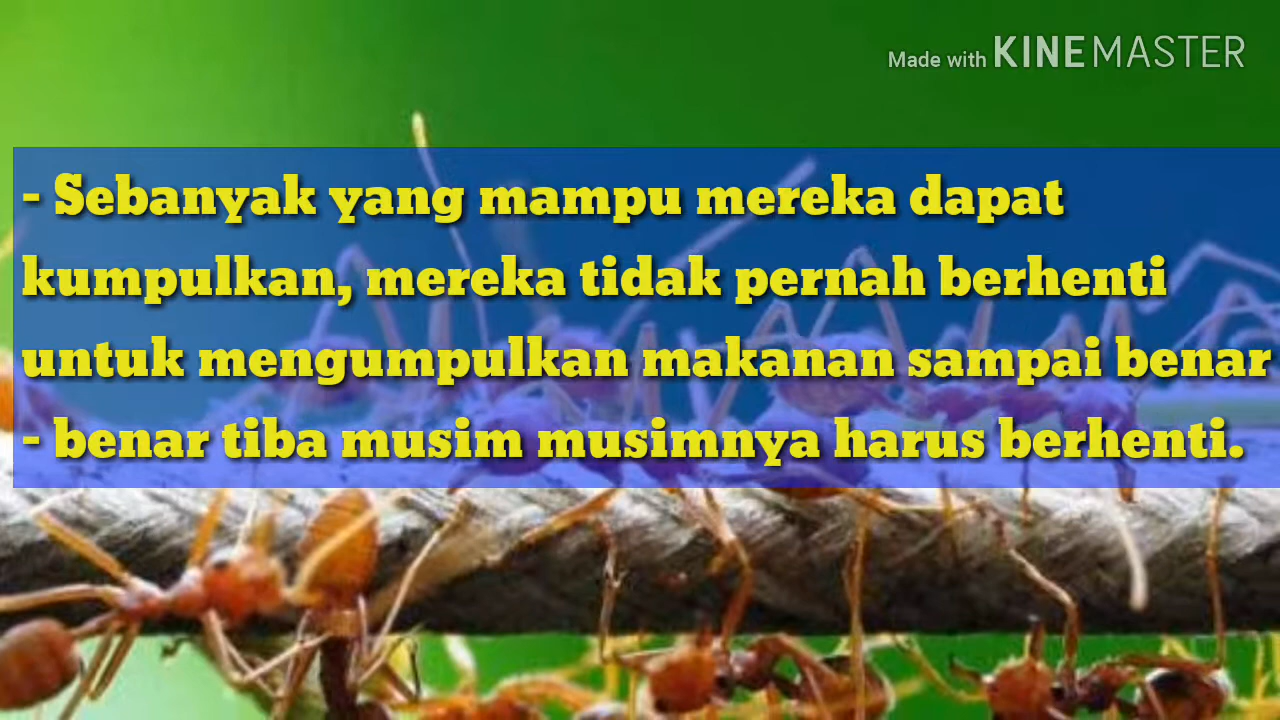 Made with KINEMASTER
- Sebanyak yang mampu mereka dapat
kumpulkan, mereka tidak pernah berhenti
untuk mengumpulkan makanan sampai benar
- benar tiba musim musimnya harus berhenti.